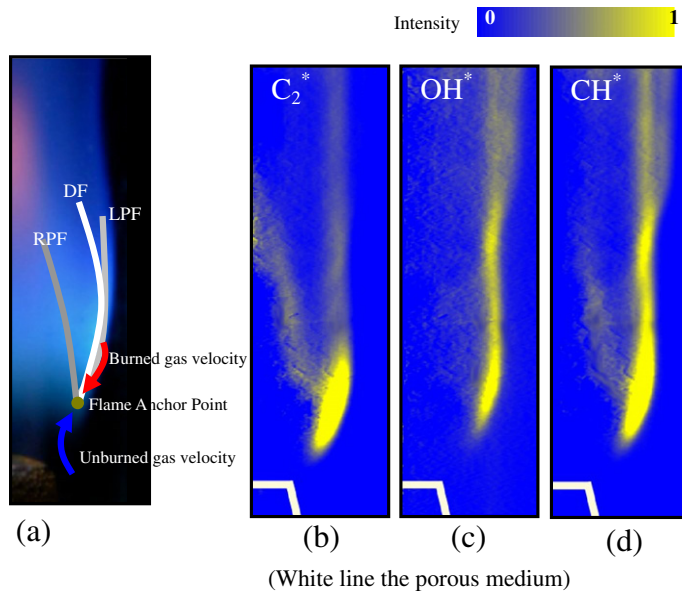 Intensity 0 1
C2* OH* CH*
DF
LPF
RPF
Burned gas velocity
Flame Anchor Point
Unburned gas velocity
(a) (b) (c) (d)
(White line the porous medium)